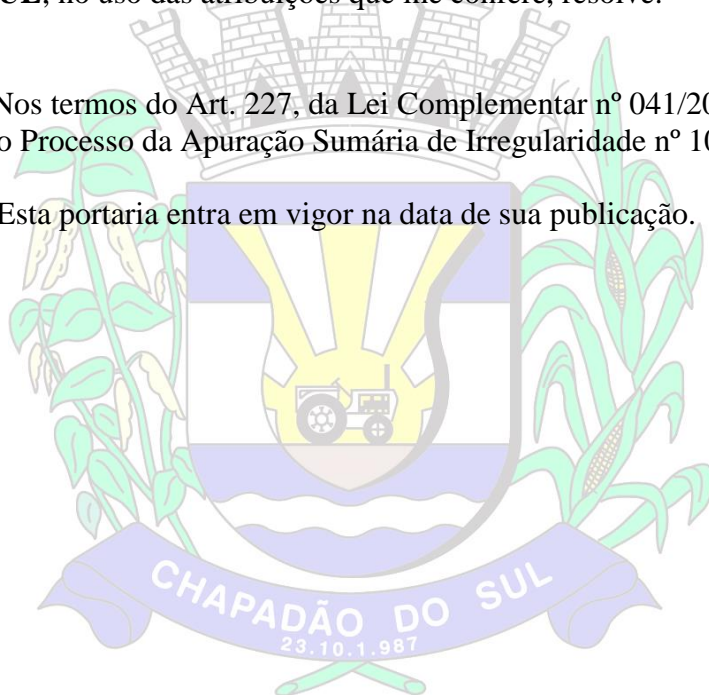 no uso das atribuições que me confere, resolve:
Nos termos do Art. 227, da Lei Complementar nº 041/20
o Processo da Apuração Sumária de Irregularidade nº 10
Esta portaria entra em vigor na data de sua publicação.
CHAPADÃO DO SUL
23.10.1.987